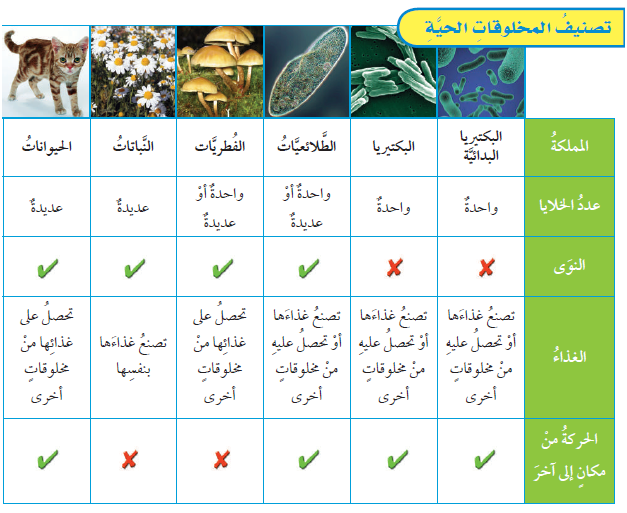 تصنيفُ المخلوقاتِ الحيَّةِ
المملكةُ
البكتيريا
البدائيَّة
البكتيريا
الطَّلائعيَّاتُ
الفُطريَّات
النَّباتاتُ
الحيواناتُ
عددُ الخلايا
واحدةٌ
واحدةٌ
واحدةٌ أوْ
عديدةٌ
واحدةٌ أوْ
عديدةٌ
عديدةٌ
عديدةٌ
النوَى
✘ ✘ ✔ ✔ ✔ ✔
الغذاءُ
تصنعُ غذاءَها
أوْ تحصلُ عليهِ
منْ مخلوقاتٍ
أخرى
تصنعُ غذاءَها
أوْ تحصلُ عليهِ
منْ مخلوقاتٍ
أخرى
تصنعُ غذاءَها
أوْ تحصلُ عليهِ
منْ مخلوقاتٍ
أخرى
تحصلُ على
غذائِها منْ
مخلوقاتٍ
أخرى
تصنعُ غذاءَها
بنفسِها
تحصلُ على
غذائِها منْ
مخلوقاتٍ
أخرى
الحركةُ منْ
مكانٍ إلى آخرَ
✔ ✔ ✔ ✘ ✘ ✔